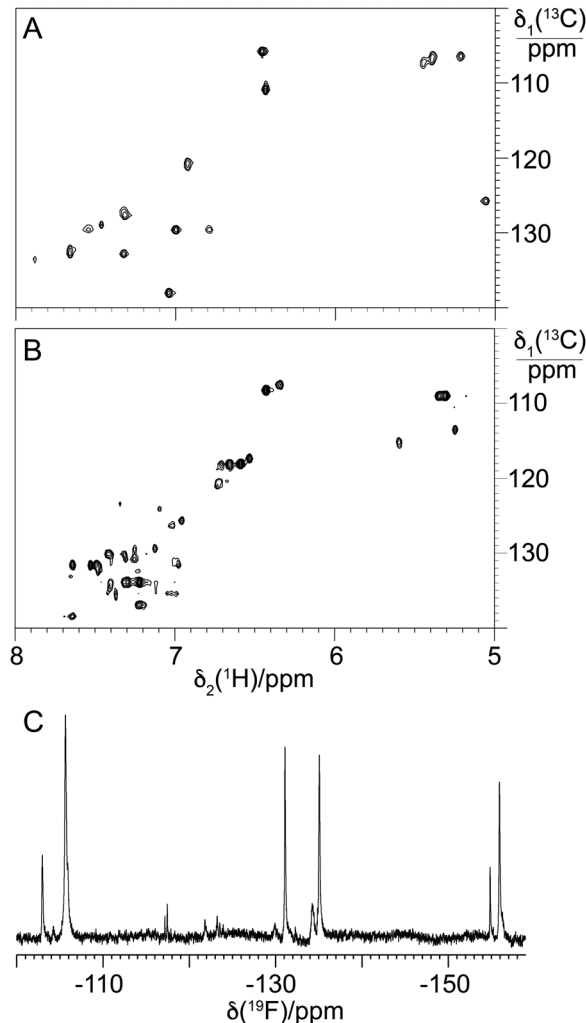 A
δ₁(¹³C)
ppm
110
120
130
B
δ₁(¹³C)
ppm
110
120
130
8 7 6 5
δ₂(¹H)/ppm
C
-110 -130 -150
δ(¹⁹F)/ppm